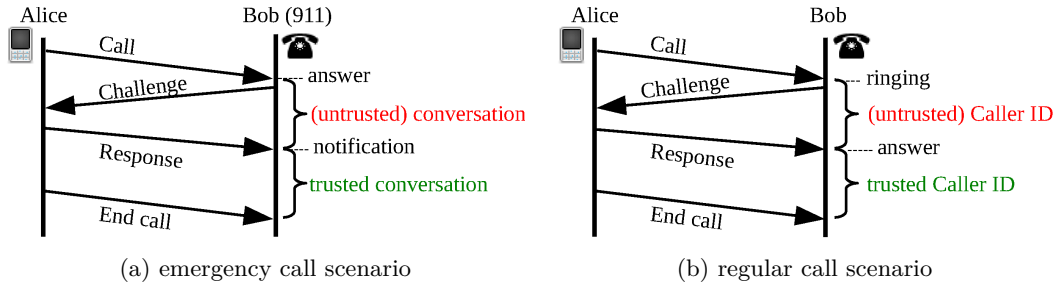 Alice
Bob (911)
Call
answer
Challenge
(untrusted) conversation
notification
Response
trusted conversation
End call
(a) emergency call scenario
Alice
Bob
Call
ringing
Challenge
(untrusted) Caller ID
answer
Response
trusted Caller ID
End call
(b) regular call scenario